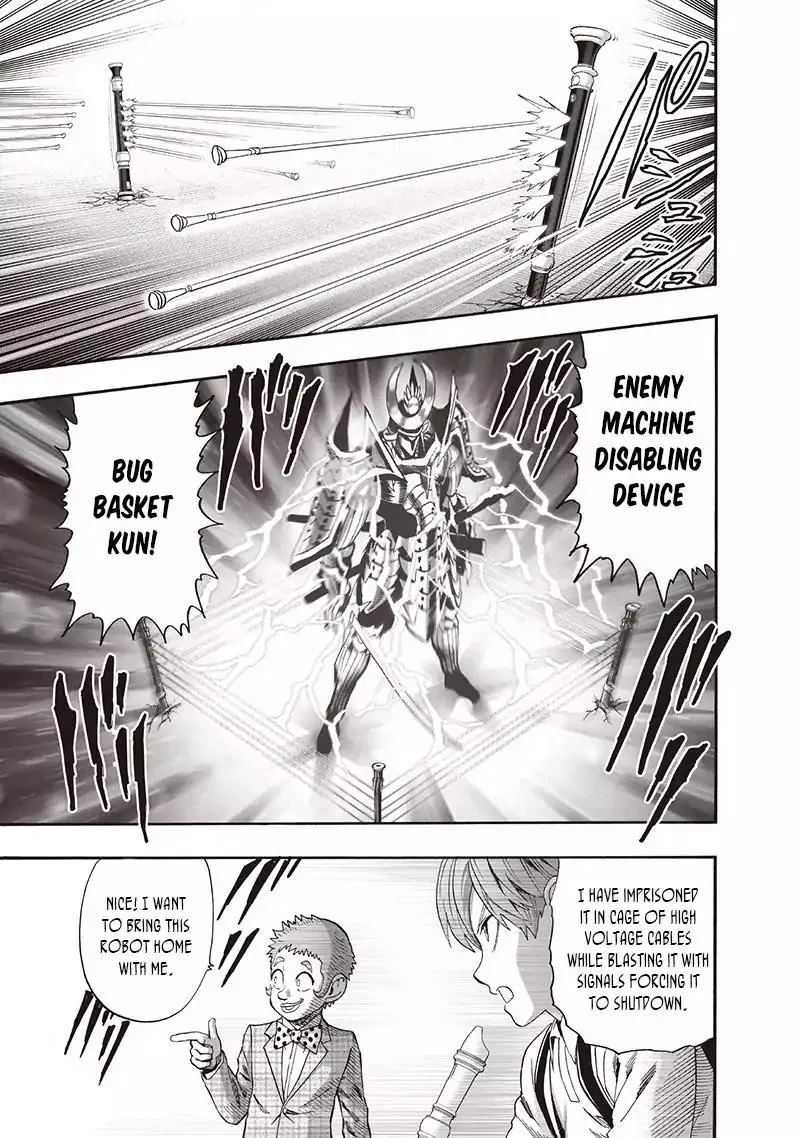 ENEMY
MACHINE
DISABLING
DEVICE
BUG
BASKET
KUN!
I HAVE IMPRISONED
IT IN CAGE OF HIGH
VOLTAGE CABLES
WHILE BLASTING IT WITH
SIGNALS FORCING IT
TO SHUTDOWN.
NICE! I WANT
TO BRING THIS
ROBOT HOME
WITH ME.